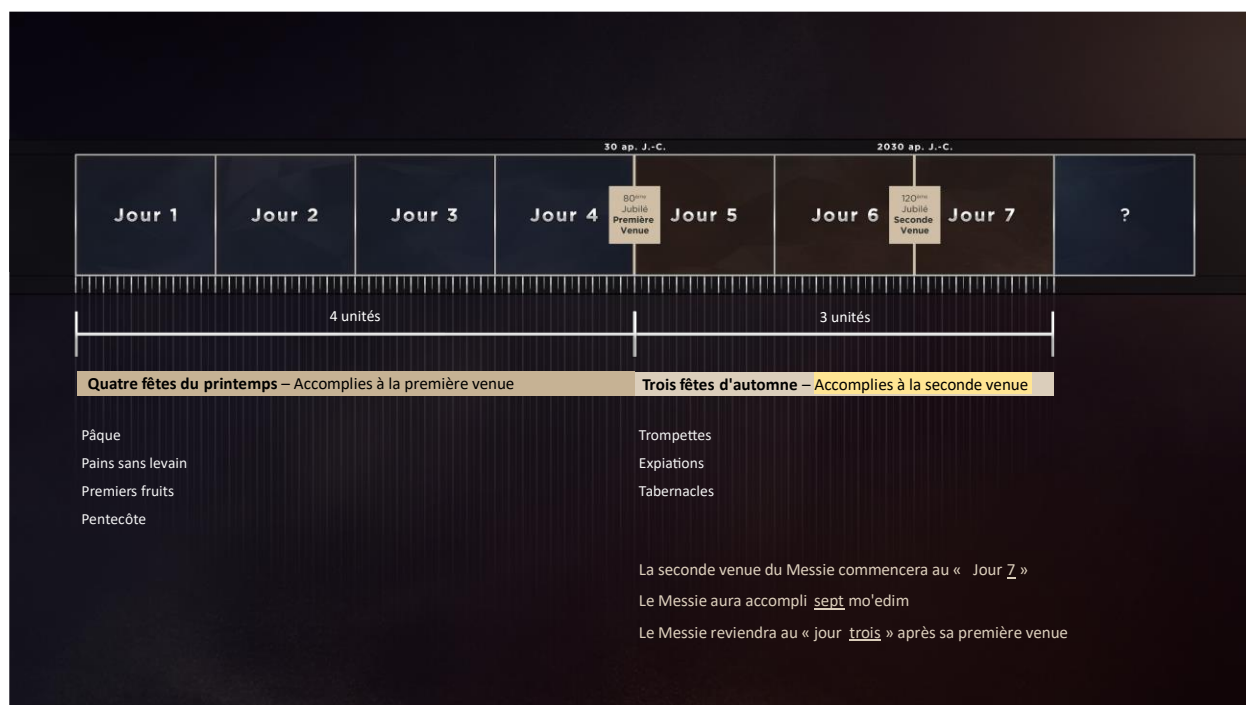 30 ap. J.-C.
2030 ap. J.-C.
Jour 1
Jour 2
Jour 3
Jour 4
80ème
Jubilé
Première
Venue
Jour 5
Jour 6
120ème
Jubilé
Seconde
Venue
Jour 7
?
4 unités
3 unités
Quatre fêtes du printemps – Accomplies à la première venue
Trois fêtes d'automne – Accomplies à la seconde venue
Pâque
Pains sans levain
Premiers fruits
Pentecôte
Trompettes
Expiations
Tabernacles
La seconde venue du Messie commencera au « Jour 7 »
Le Messie aura accompli sept mo'edim
Le Messie reviendra au « jour trois » après sa première venue